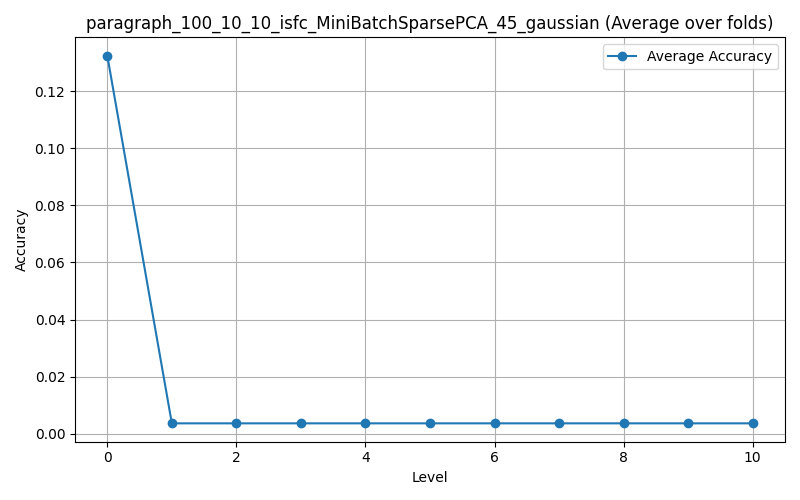 paragraph_100_10_10_isfc_MiniBatchSparsePCA_45_gaussian (Average over folds)
Average Accuracy
0.12
0.10
0.08
0.06
0.04
0.02
0.00
Accuracy
0 2 4 6 8 10
Level